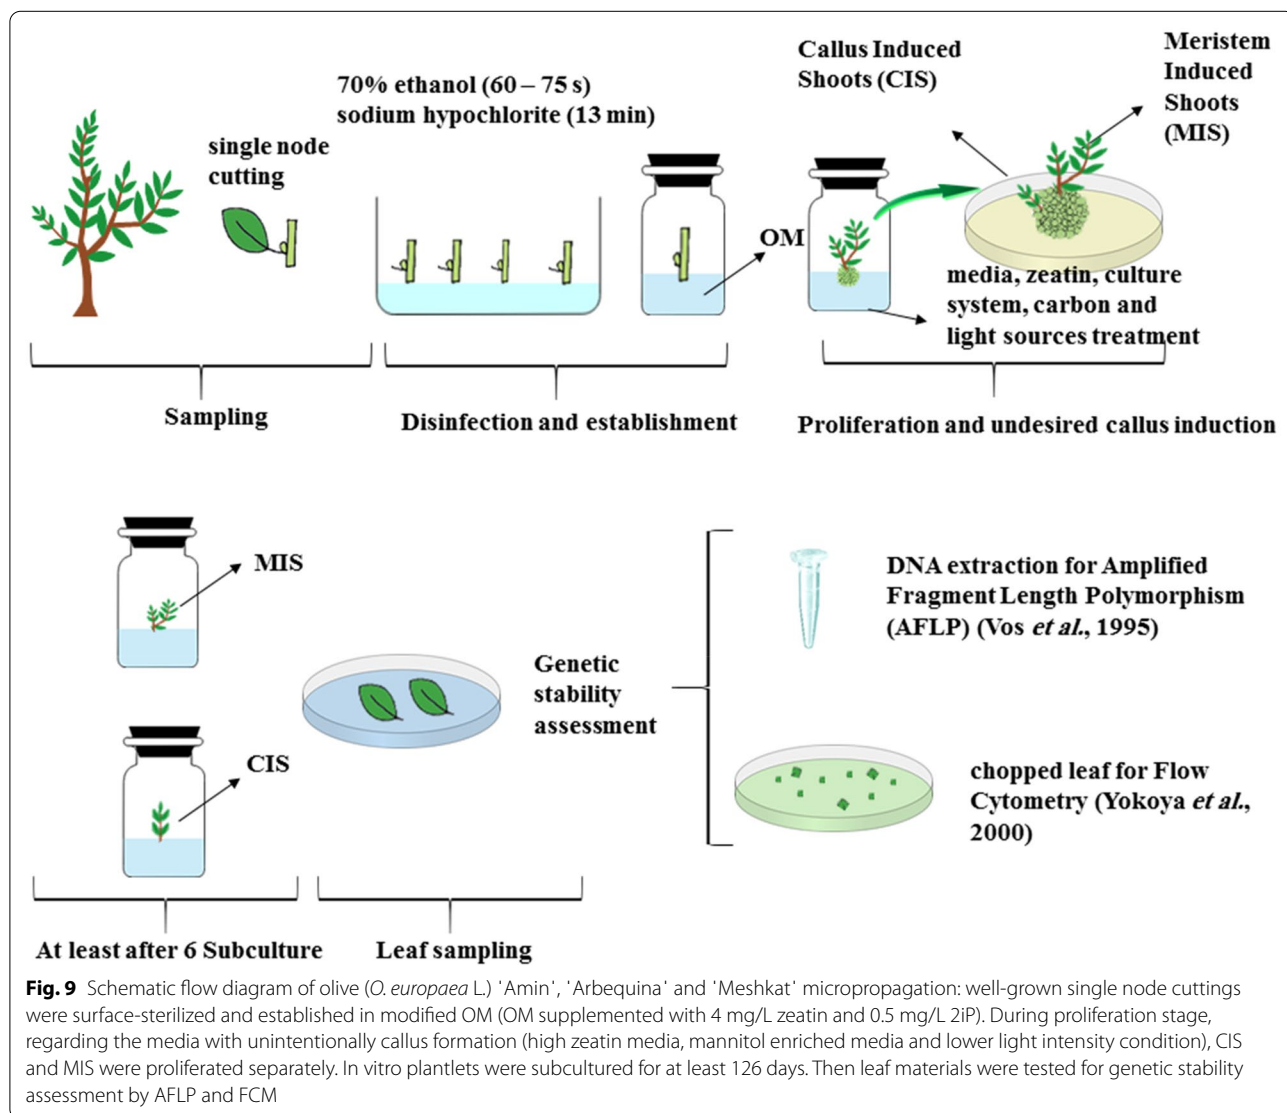 70% ethanol (60 – 75 s)
sodium hypochlorite (13 min)
Callus Induced
Shoots (CIS)
Meristem
Induced
Shoots
(MIS)
single node
cutting
OM
media, zeatin, culture
system, carbon and
light sources treatment
Sampling
Disinfection and establishment
Proliferation and undesired callus induction
MIS
CIS
Genetic
stability
assessment
DNA extraction for Amplified
Fragment Length Polymorphism
(AFLP) (Vos et al., 1995)
chopped leaf for Flow
Cytometry (Yokoya et al.,
2000)
At least after 6 Subculture
Leaf sampling
Fig. 9 Schematic flow diagram of olive (O. europaea L.) 'Amin', 'Arbequina' and 'Meshkat' micropropagation: well-grown single node cuttings
were surface-sterilized and established in modified OM (OM supplemented with 4 mg/L zeatin and 0.5 mg/L 2iP). During proliferation stage,
regarding the media with unintentionally callus formation (high zeatin media, mannitol enriched media and lower light intensity condition), CIS
and MIS were proliferated separately. In vitro plantlets were subcultured for at least 126 days. Then leaf materials were tested for genetic stability
assessment by AFLP and FCM